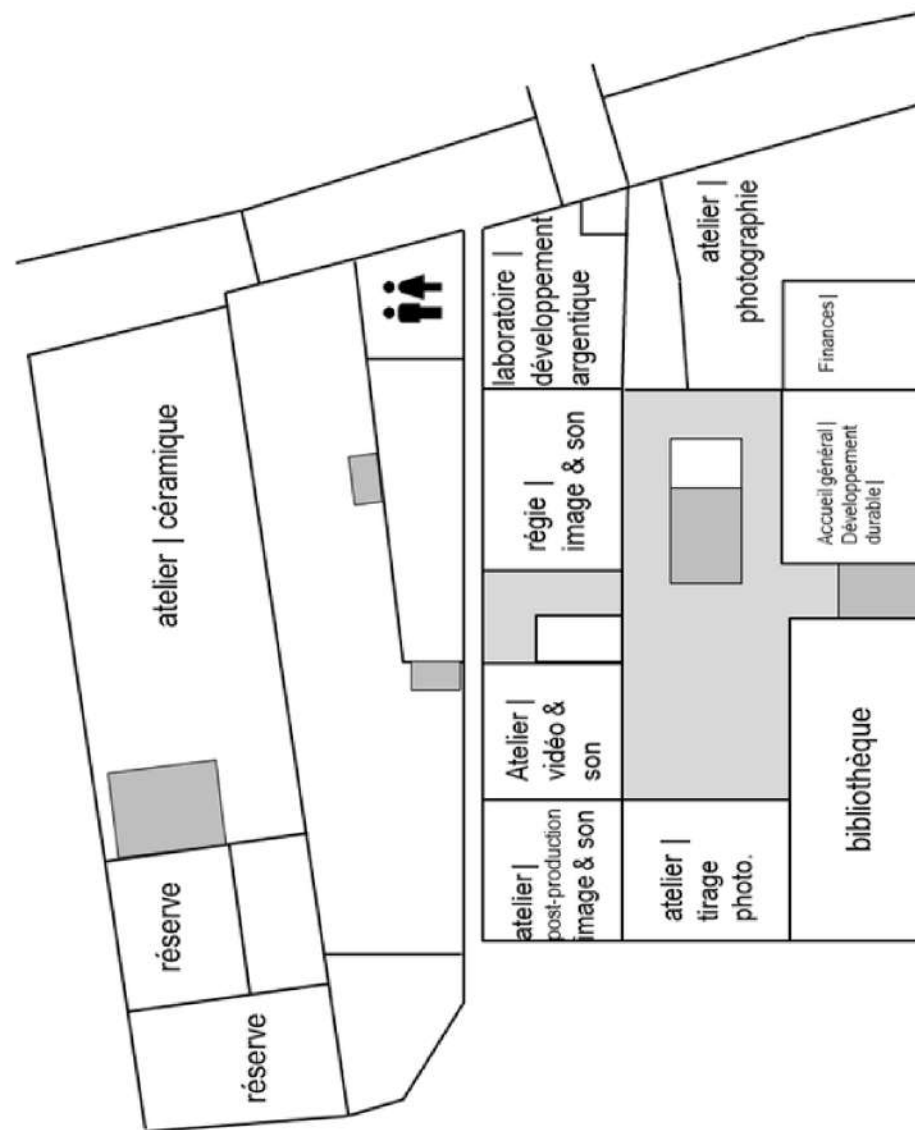 atelier | céramique
réserve
réserve
laboratoire |
développement
argentique
régie |
image & son
Atelier |
vidéo &
son
atelier |
post-production
image & son
atelier |
photographie
Finances |
Accueil général |
Développement
durable |
atelier |
tirage
photo.
bibliothèque